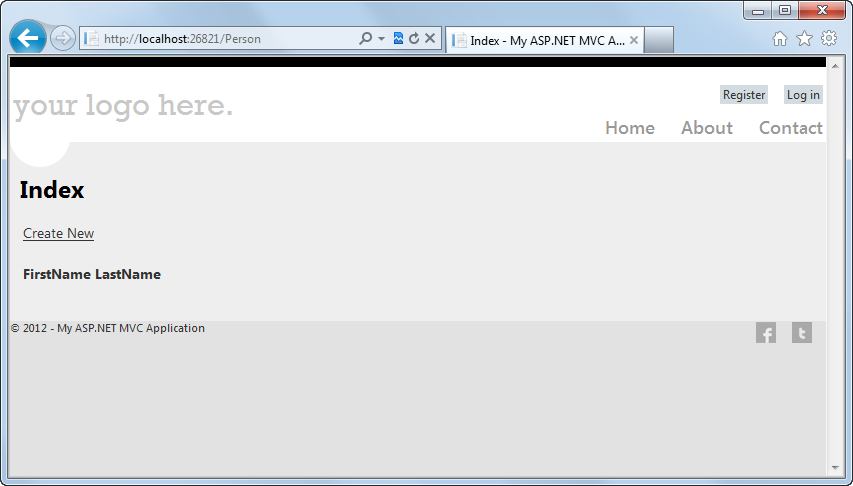 http://localhost:26821/Person
Index - My ASP.NET MVC A...
Register Log in
your logo here.
Home About Contact
Index
Create New
FirstName LastName
© 2012 - My ASP.NET MVC Application